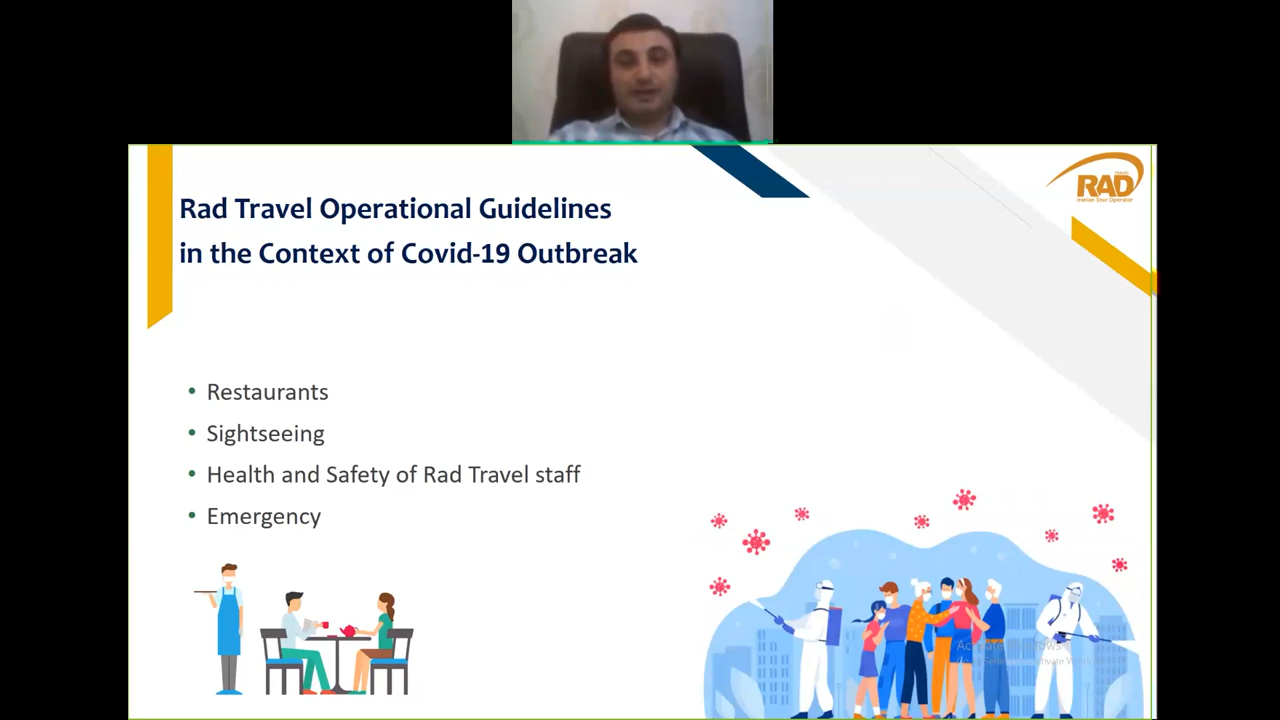 TRAVEL
RAD
Iranian Tour Operator
Rad Travel Operational Guidelines
in the Context of Covid-19 Outbreak
• Restaurants
• Sightseeing
• Health and Safety of Rad Travel staff
• Emergency